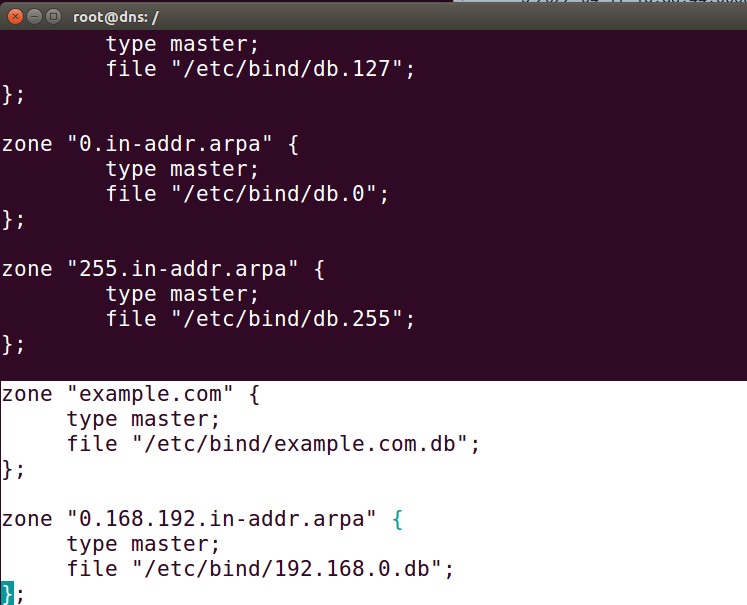 root@dns: /
type master;
file "/etc/bind/db.127";
};
zone "0.in-addr.arpa" {
type master;
file "/etc/bind/db.0";
};
zone "255.in-addr.arpa" {
type master;
file "/etc/bind/db.255";
};
zone "example.com" {
type master;
file "/etc/bind/example.com.db";
};
zone "0.168.192.in-addr.arpa" {
type master;
file "/etc/bind/192.168.0.db";
};